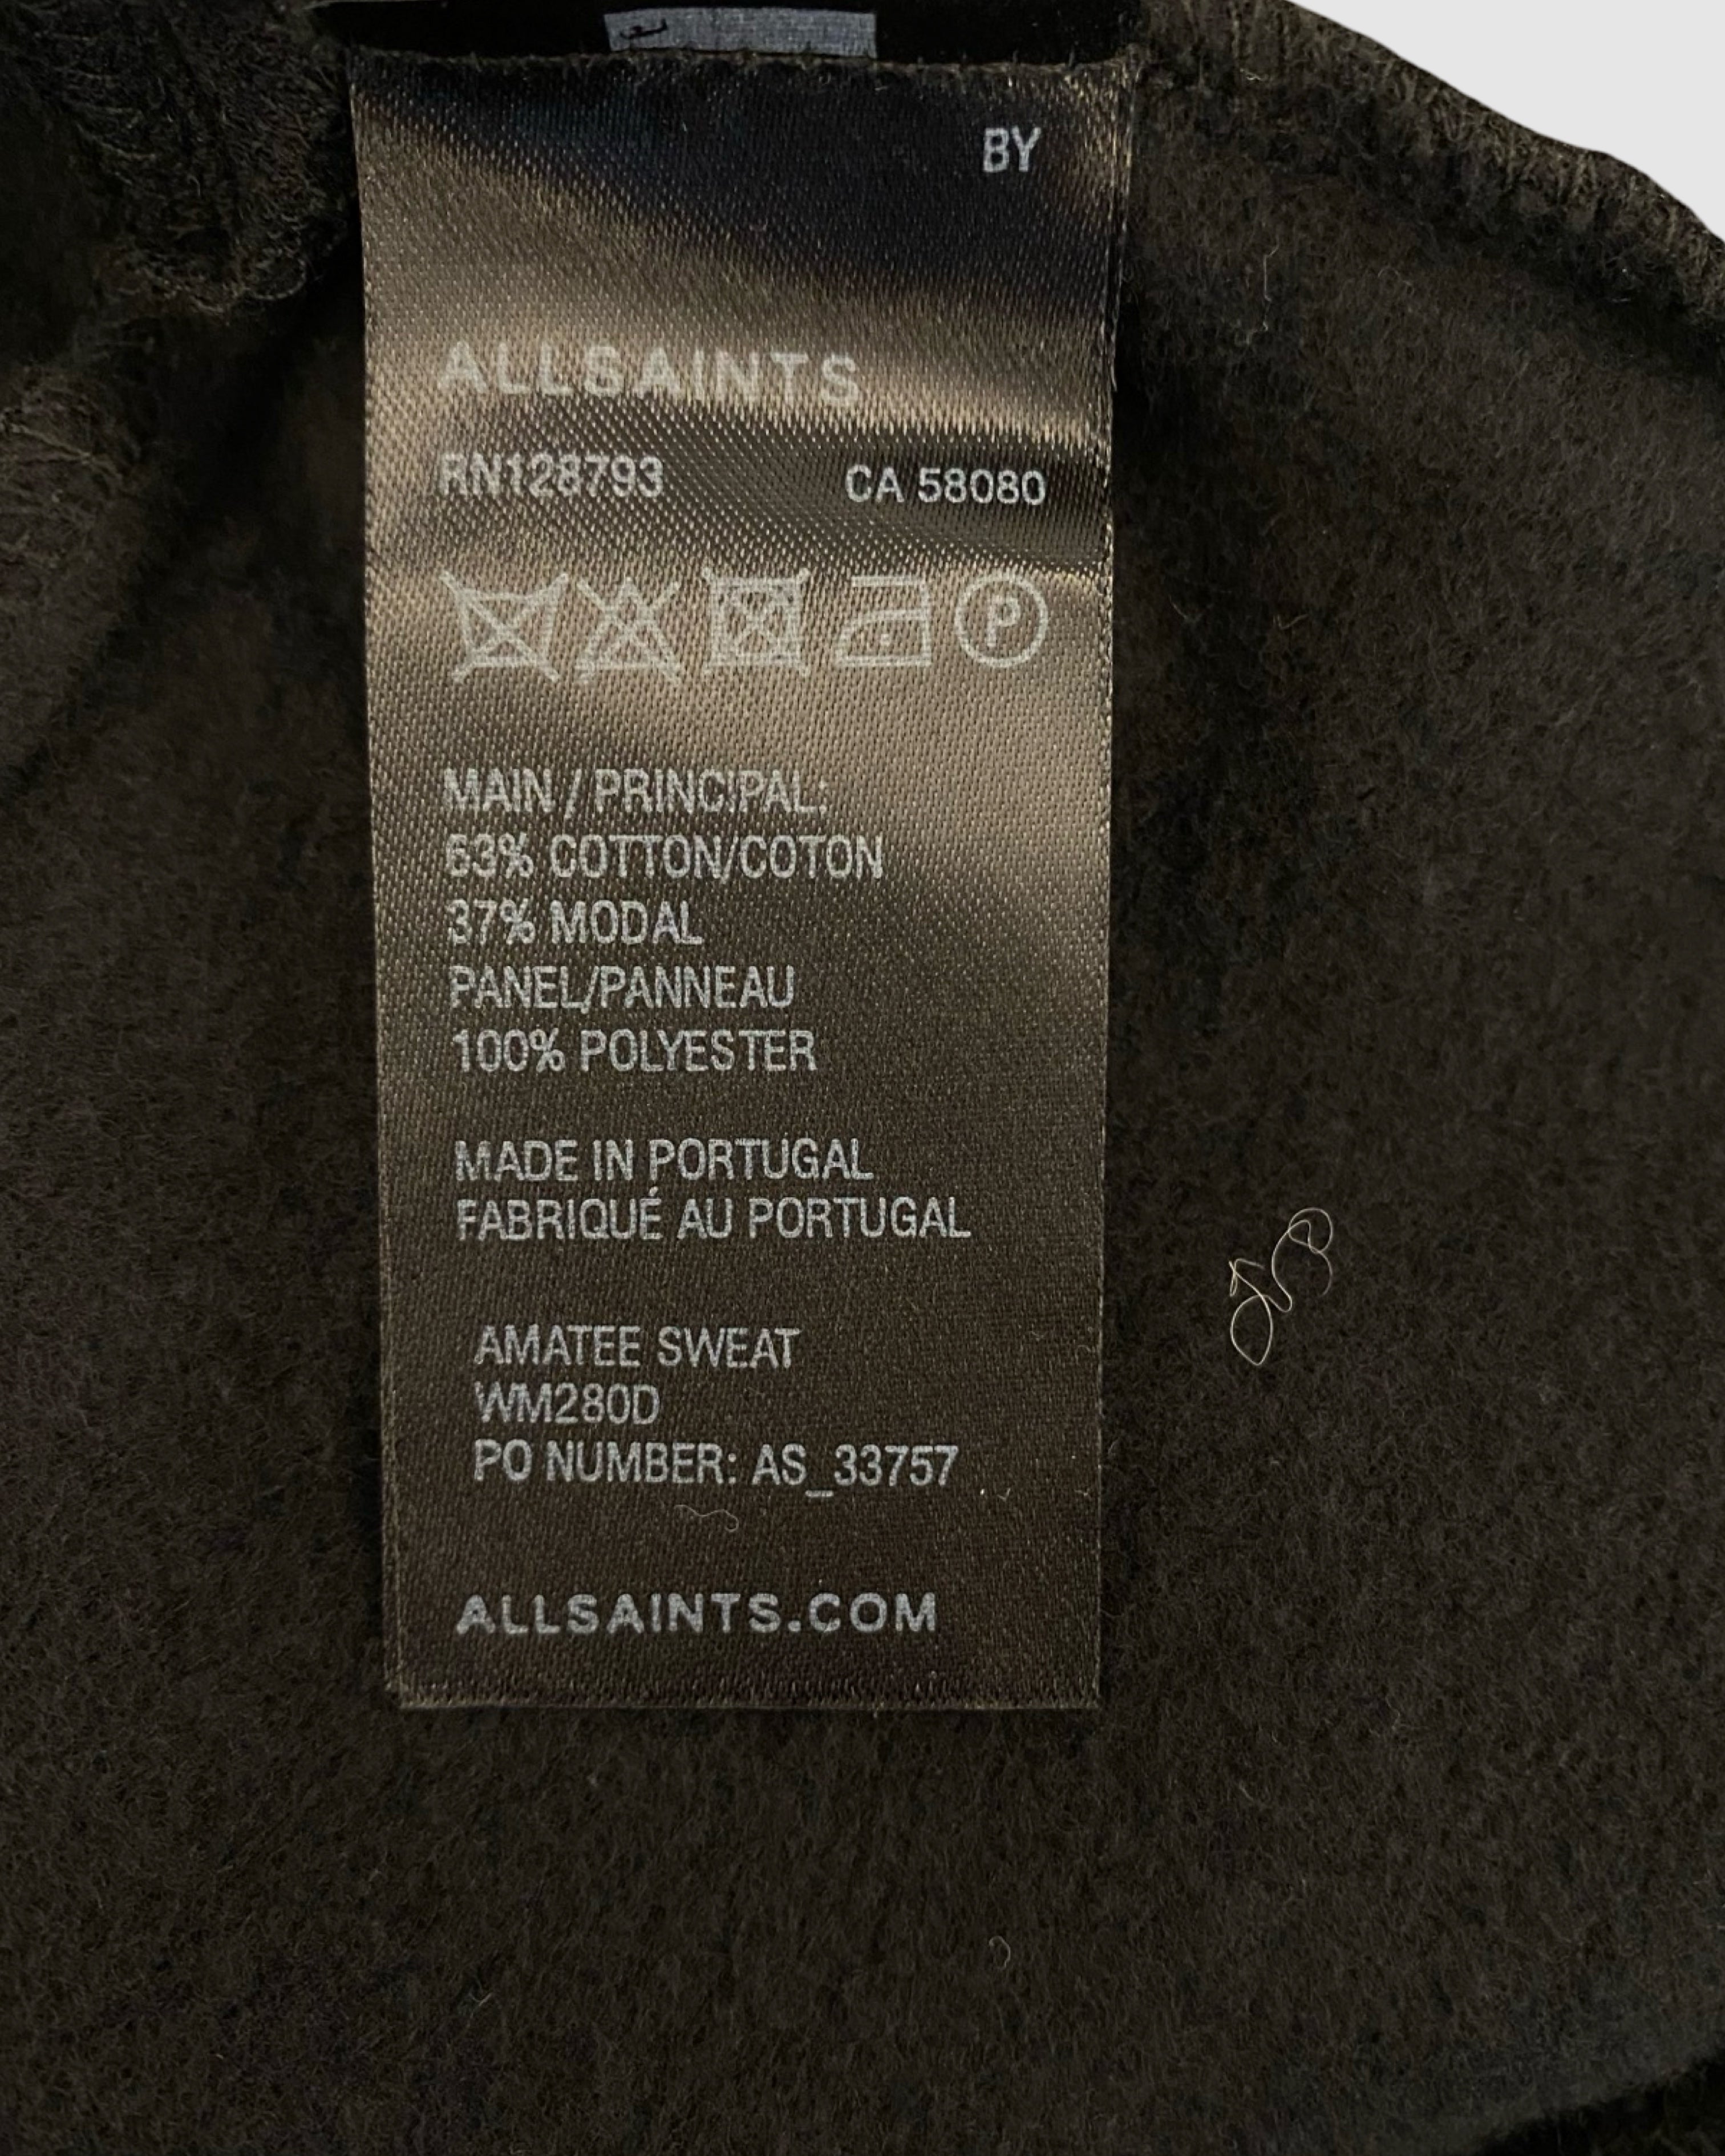 BY
ALLSAINTS
RN128793 CA 58080
P
MAIN / PRINCIPAL:
63% COTTON/COTON
37% MODAL
PANEL/PANNEAU
100% POLYESTER
MADE IN PORTUGAL
FABRIQUÉ AU PORTUGAL
AMATEE SWEAT
WM280D
PO NUMBER: AS_33757
ALLSAINTS.COM